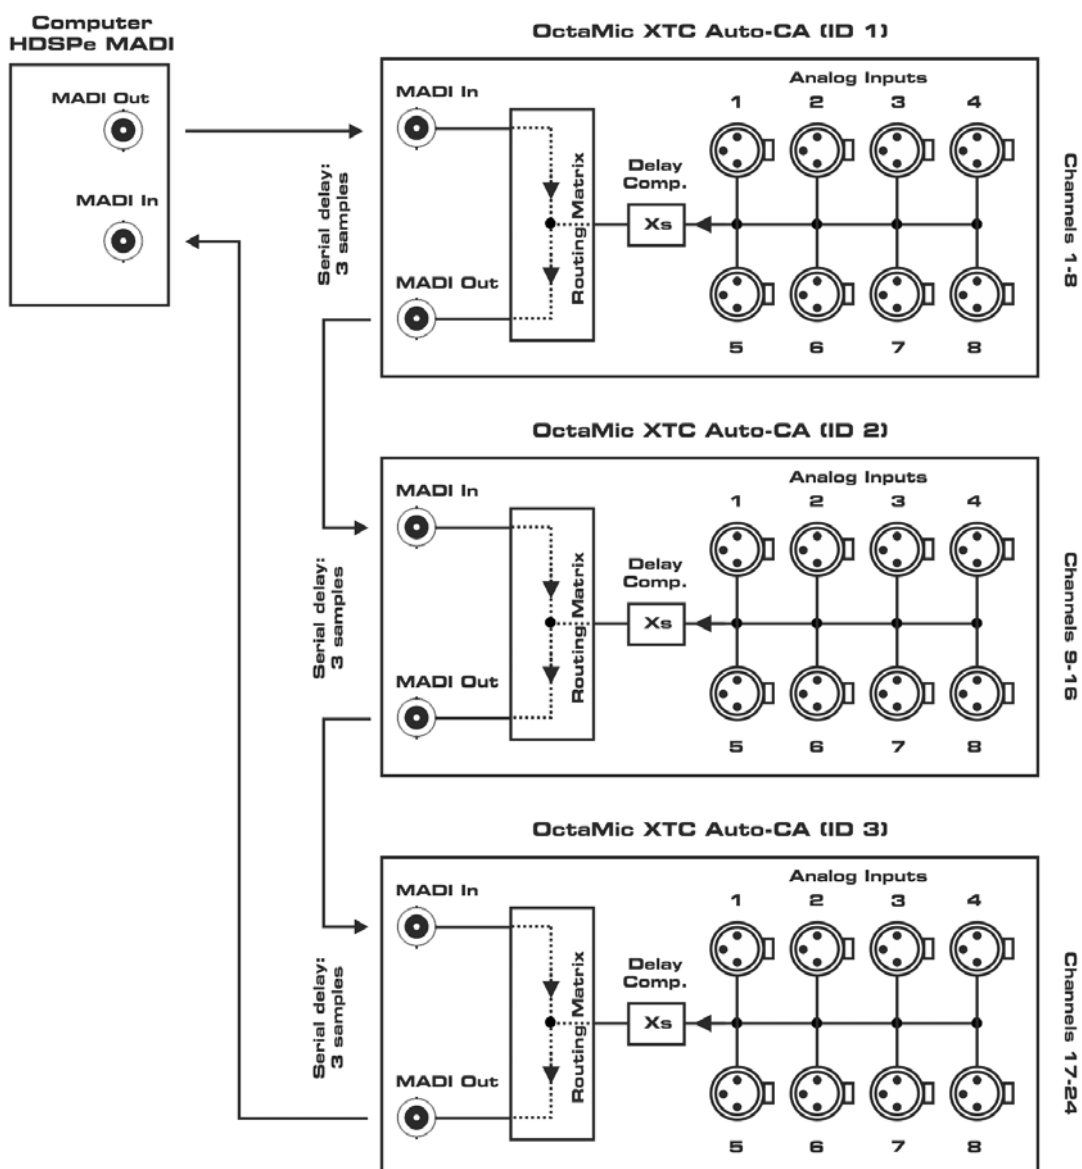 Computer
HDSPe MADI
MADI Out
MADI In
OctaMic XTC Auto-CA (ID 1)
MADI In
MADI Out
Serial delay:
3 samples
Routing Matrix
Delay
Comp.
Xs
Analog Inputs
1 2 3 4
5 6 7 8
Channels 1-8
OctaMic XTC Auto-CA (ID 2)
MADI In
MADI Out
Serial delay:
3 samples
Routing Matrix
Delay
Comp.
Xs
Analog Inputs
1 2 3 4
5 6 7 8
Channels 9-16
OctaMic XTC Auto-CA (ID 3)
MADI In
MADI Out
Serial delay:
3 samples
Routing Matrix
Delay
Comp.
Xs
Analog Inputs
1 2 3 4
5 6 7 8
Channels 17-24